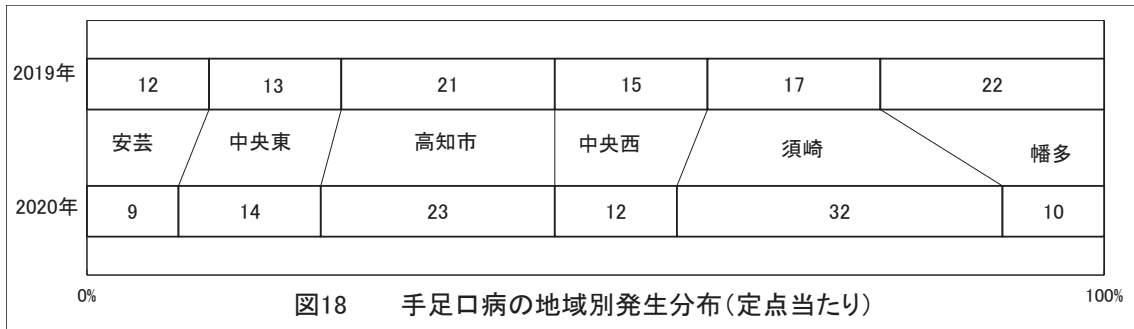 2019年 12 13 21 15 17 22
安芸 中央東 高知市 中央西 須崎 幡多
2020年 9 14 23 12 32 10
0% 100%
図18 手足口病の地域別発生分布(定点当たり)